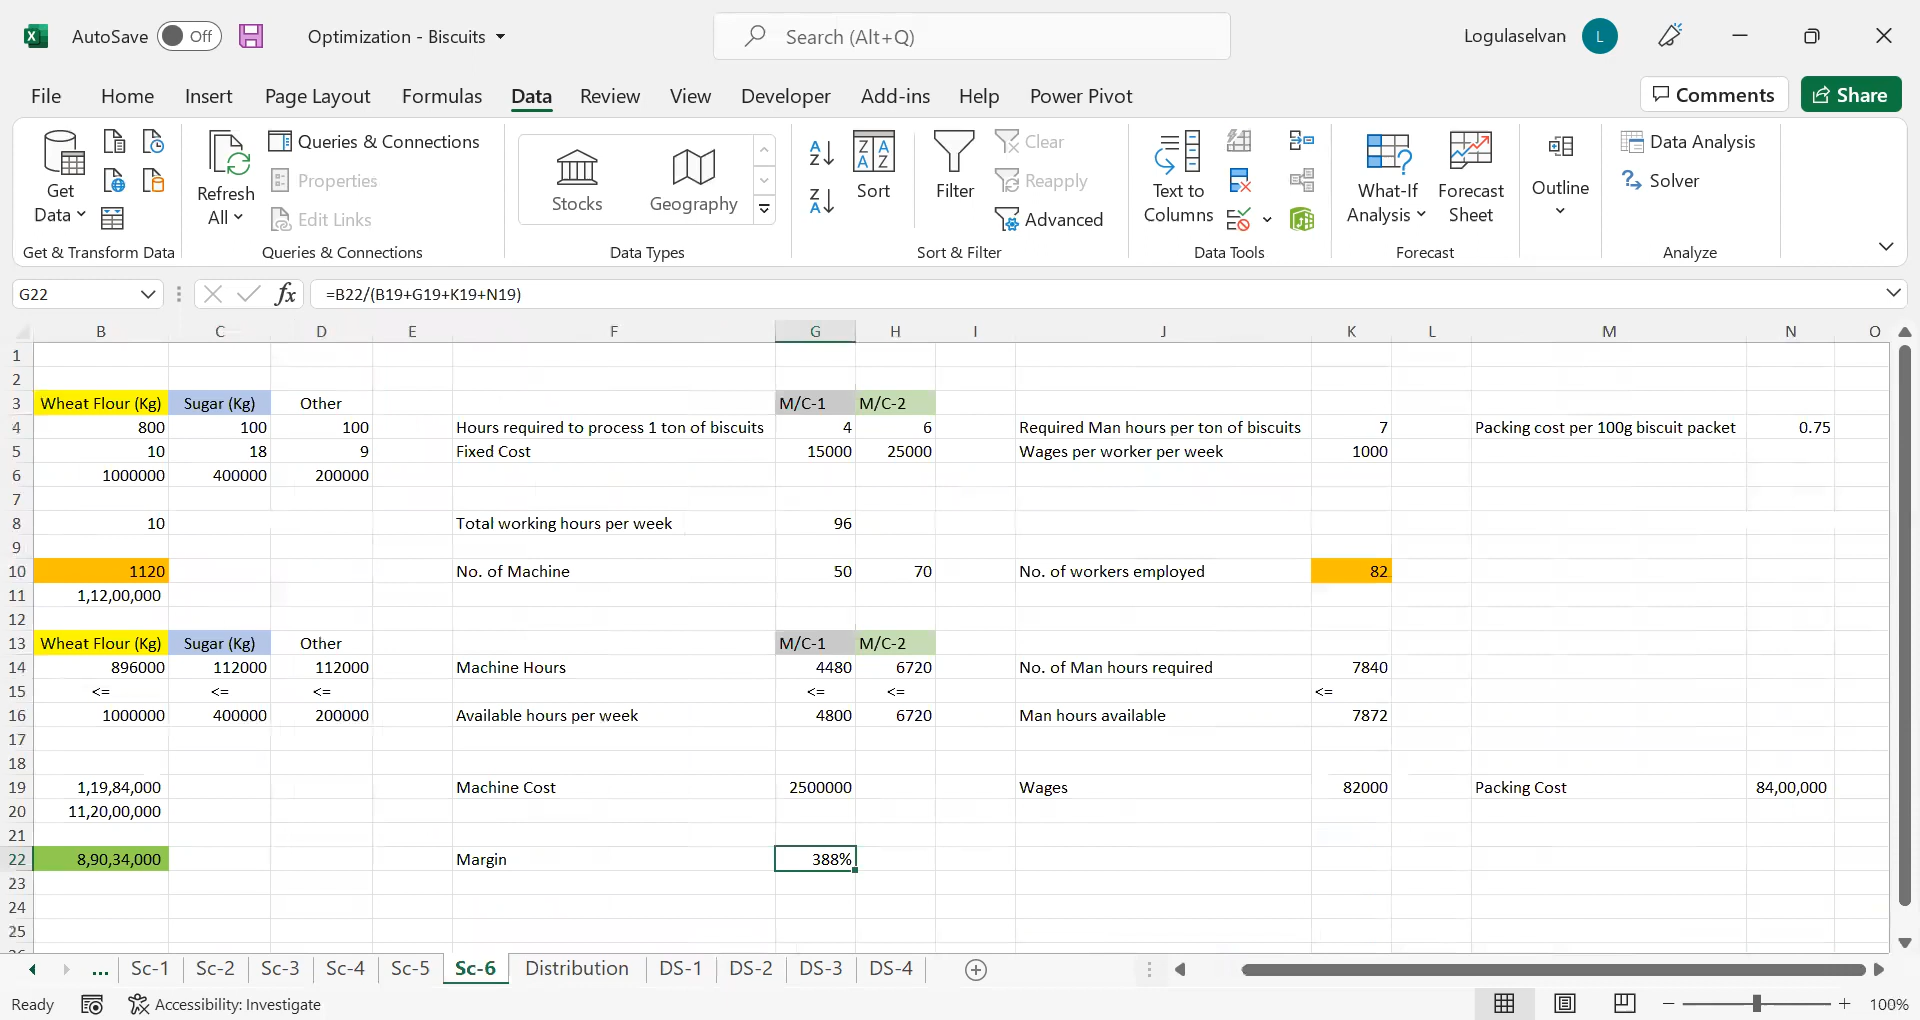 AutoSave Off Optimization - Biscuits Search (Alt+Q) Logulaselvan L
File Home Insert Page Layout Formulas Data Review View Developer Add-ins Help Power Pivot Comments Share
Get Data Refresh All Queries & Connections Properties Edit Links Stocks Geography Sort Filter Clear Reapply Advanced Text to Columns What-If Analysis Forecast Sheet Outline Data Analysis Solver
Get & Transform Data Queries & Connections Data Types Sort & Filter Data Tools Forecast Analyze
G22 fx =B22/(B19+G19+K19+N19)
B C D E F G H I J K L M N O
1
2
3 Wheat Flour (Kg) Sugar (Kg) Other M/C-1 M/C-2
4 800 100 100 Hours required to process 1 ton of biscuits 4 6 Required Man hours per ton of biscuits 7 Packing cost per 100g biscuit packet 0.75
5 10 18 9 Fixed Cost 15000 25000 Wages per worker per week 1000
6 1000000 400000 200000
7
8 10 Total working hours per week 96
9
10 1120 No. of Machine 50 70 No. of workers employed 82
11 1,12,00,000
12
13 Wheat Flour (Kg) Sugar (Kg) Other M/C-1 M/C-2
14 896000 112000 112000 Machine Hours 4480 6720 No. of Man hours required 7840
15 <= <= <= <= <= <=
16 1000000 400000 200000 Available hours per week 4800 6720 Man hours available 7872
17
18
19 1,19,84,000 Machine Cost 2500000 Wages 82000 Packing Cost 84,00,000
20 11,20,00,000
21
22 8,90,34,000 Margin 388%
23
24
25
... Sc-1 Sc-2 Sc-3 Sc-4 Sc-5 Sc-6 Distribution DS-1 DS-2 DS-3 DS-4
Ready Accessibility: Investigate 100%